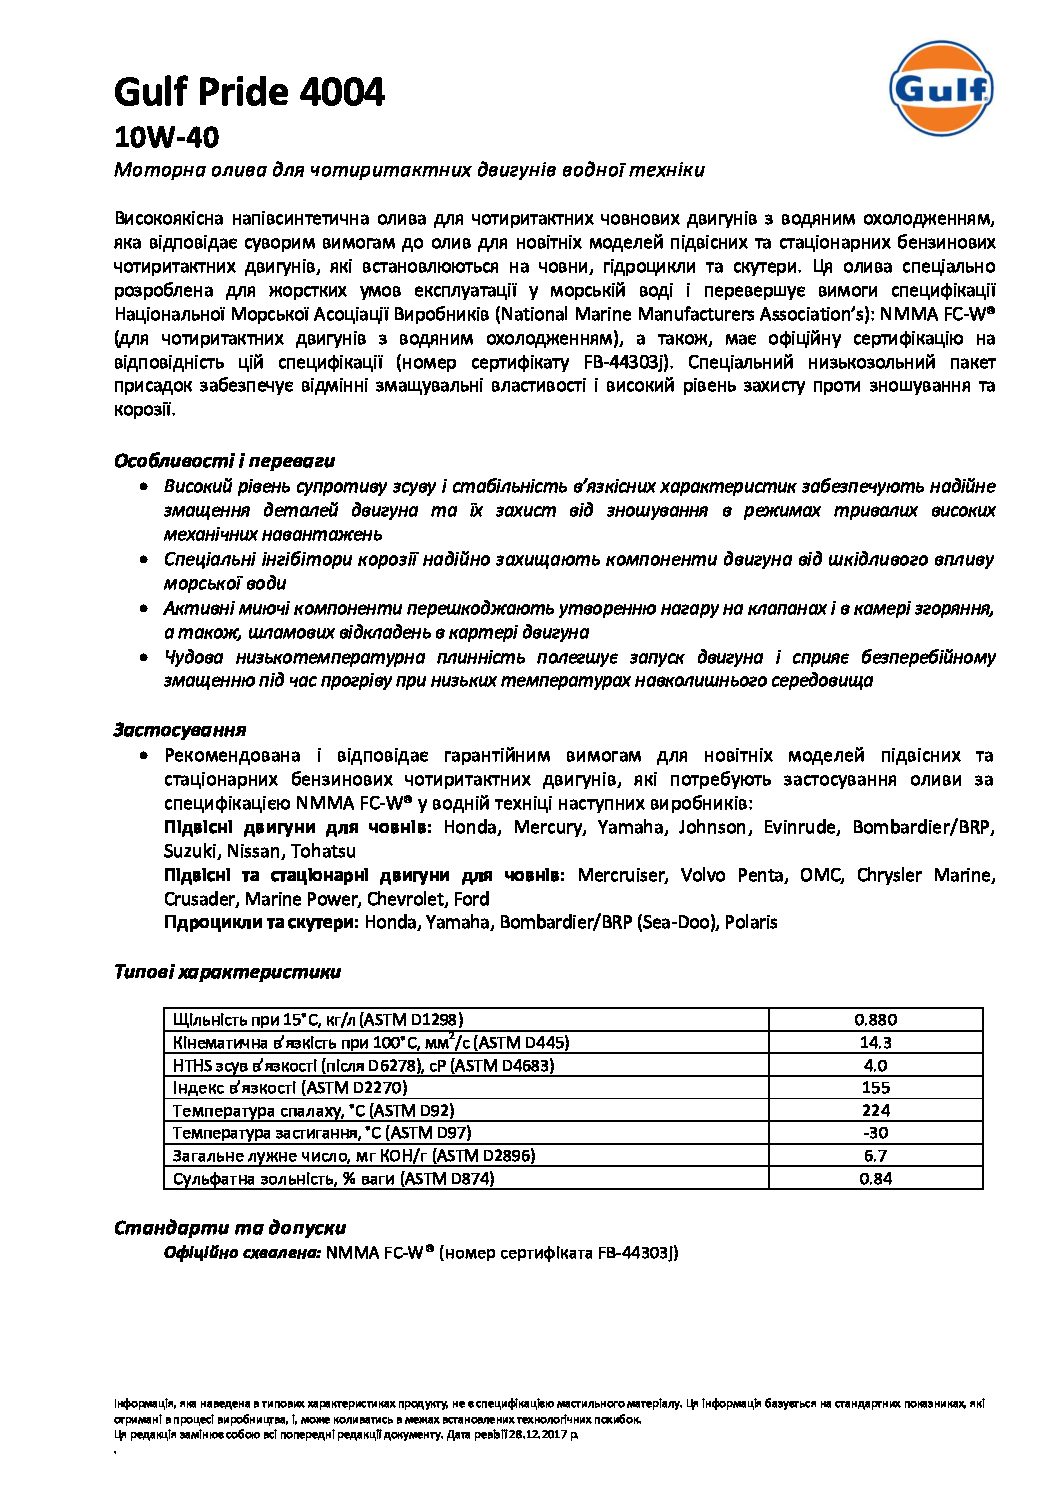 Gulf
Gulf Pride 4004
10W-40
Моторна олива для чотиритактних двигунів водної техніки
Високоякісна напівсинтетична олива для чотиритактних човнових двигунів з водяним охолодженням,
яка відповідає суворим вимогам до олив для новітніх моделей підвісних та стаціонарних бензинових
чотиритактних двигунів, які встановлюються на човни, гідроцикли та скутери. Ця олива спеціально
розроблена для жорстких умов експлуатації у морській воді і перевершує вимоги специфікації
Національної Морської Асоціації Виробників (National Marine Manufacturers Association’s): NMMA FC-W®
(для чотиритактних двигунів з водяним охолодженням), а також, має офіційну сертифікацію на
відповідність цій специфікації (номер сертифікату FB-44303j). Спеціальний низькозольний пакет
присадок забезпечує відмінні змащувальні властивості і високий рівень захисту проти зношування та
корозії.
Особливості і переваги
• Високий рівень супротиву зсуву і стабільність в’язкісних характеристик забезпечують надійне
змащення деталей двигуна та їх захист від зношування в режимах тривалих високих
механічних навантажень
• Спеціальні інгібітори корозії надійно захищають компоненти двигуна від шкідливого впливу
морської води
• Активні миючі компоненти перешкоджають утворенню нагару на клапанах і в камері згоряння,
а також, шламових відкладень в картері двигуна
• Чудова низькотемпературна плинність полегшує запуск двигуна і сприяє безперебійному
змащенню під час прогріву при низьких температурах навколишнього середовища
Застосування
• Рекомендована і відповідає гарантійним вимогам для новітніх моделей підвісних та
стаціонарних бензинових чотиритактних двигунів, які потребують застосування оливи за
специфікацією NMMA FC-W® у водній техніці наступних виробників:
Підвісні двигуни для човнів: Honda, Mercury, Yamaha, Johnson, Evinrude, Bombardier/BRP,
Suzuki, Nissan, Tohatsu
Підвісні та стаціонарні двигуни для човнів: Mercruiser, Volvo Penta, OMC, Chrysler Marine,
Crusader, Marine Power, Chevrolet, Ford
Гідроцикли та скутери: Honda, Yamaha, Bombardier/BRP (Sea-Doo), Polaris
Типові характеристики
Щільність при 15˚С, кг/л (ASTM D1298) 0.880
Кінематична в’язкість при 100˚С, мм²/с (ASTM D445) 14.3
HTHS зсув в’язкості (після D6278), cP (ASTM D4683) 4.0
Індекс в’язкості (ASTM D2270) 155
Температура спалаху, ˚С (ASTM D92) 224
Температура застигання, ˚С (ASTM D97) -30
Загальне лужне число, мг КОН/г (ASTM D2896) 6.7
Сульфатна зольність, % ваги (ASTM D874) 0.84
Стандарти та допуски
Офіційно схвалена: NMMA FC-W® (номер сертифіката FB-44303j)
Інформація, яка наведена в типових характеристиках продукту, не є специфікацією мастильного матеріалу. Ця інформація базується на стандартних показниках, які
отримані в процесі виробництва, і, може коливатись в межах встановлених технологічних похибок.
Ця редакція замінює собою всі попередні редакції документу. Дата ревізії 28.12.2017 р.
.